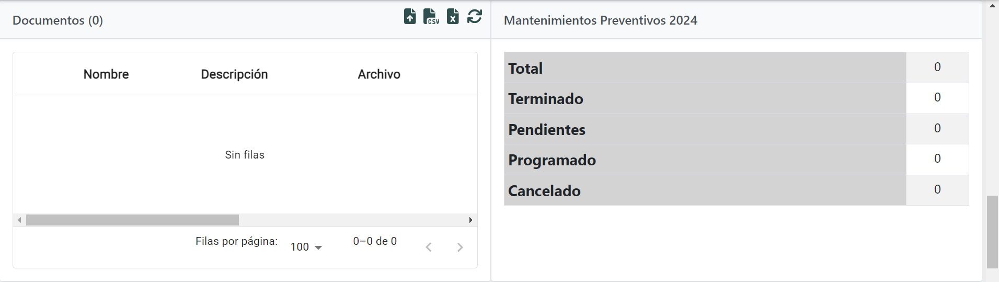 Documentos (0)
CSV
X
Nombre Descripción Archivo
Sin filas
Filas por página: 100 0–0 de 0
Mantenimientos Preventivos 2024
Total 0
Terminado 0
Pendientes 0
Programado 0
Cancelado 0